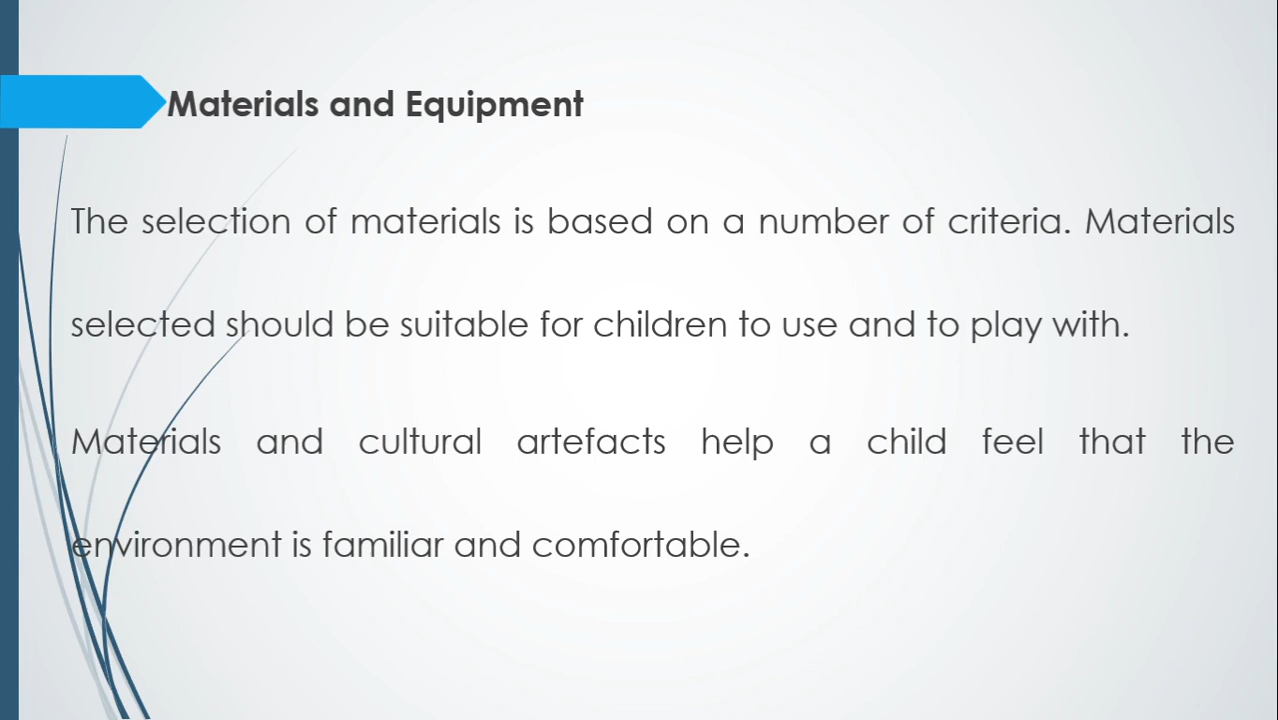 Materials and Equipment
The selection of materials is based on a number of criteria. Materials
selected should be suitable for children to use and to play with.
Materials and cultural artefacts help a child feel that the
environment is familiar and comfortable.